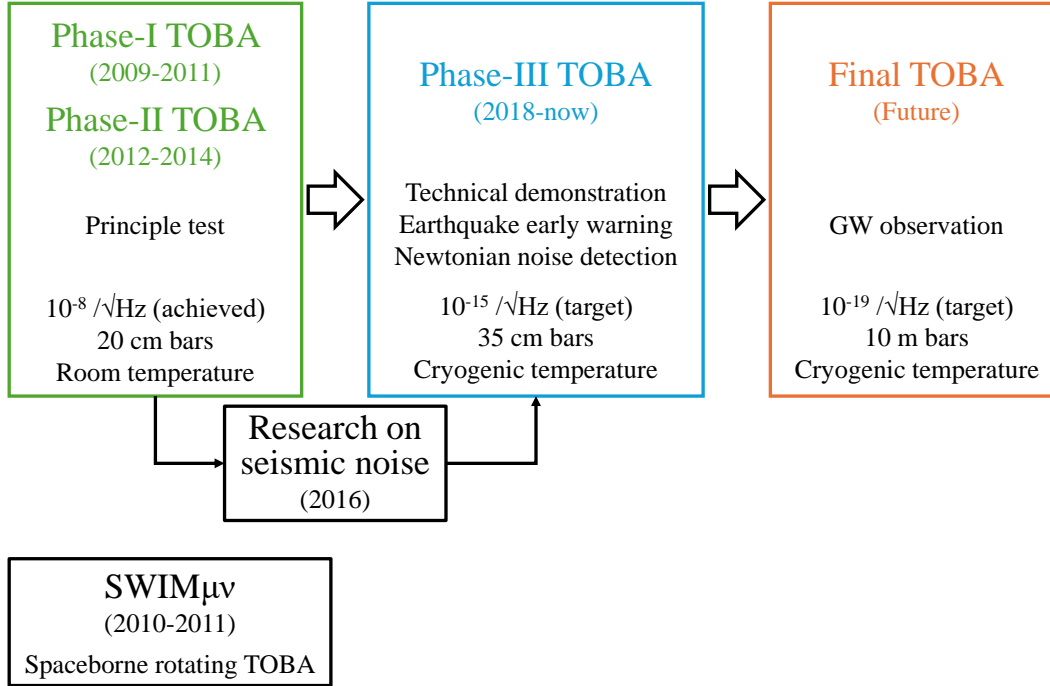 Phase-I TOBA
(2009-2011)
Phase-II TOBA
(2012-2014)
Principle test
10⁻⁸ /√Hz (achieved)
20 cm bars
Room temperature
Phase-III TOBA
(2018-now)
Technical demonstration
Earthquake early warning
Newtonian noise detection
10⁻¹⁵ /√Hz (target)
35 cm bars
Cryogenic temperature
Final TOBA
(Future)
GW observation
10⁻¹⁹ /√Hz (target)
10 m bars
Cryogenic temperature
Research on
seismic noise
(2016)
SWIMμν
(2010-2011)
Spaceborne rotating TOBA